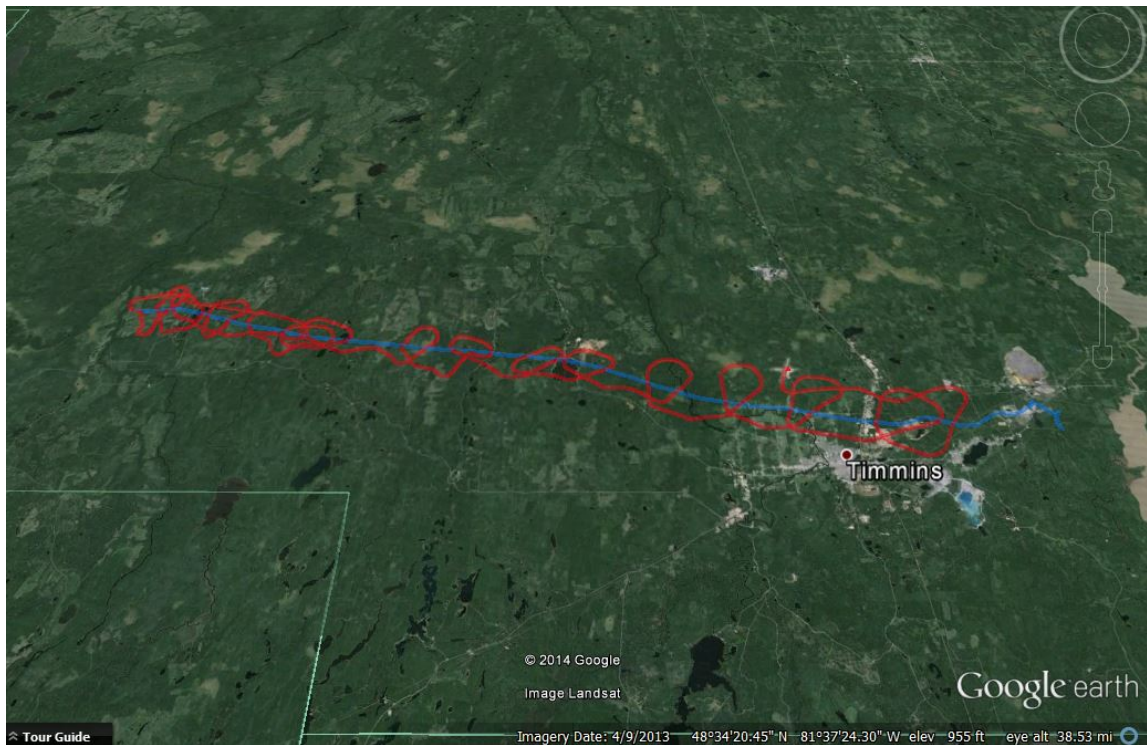 Timmins
© 2014 Google
Image Landsat
Google earth
Tour Guide
Imagery Date: 4/9/2013 48°34'20.45" N 81°37'24.30" W elev 955 ft eye alt 38.53 mi